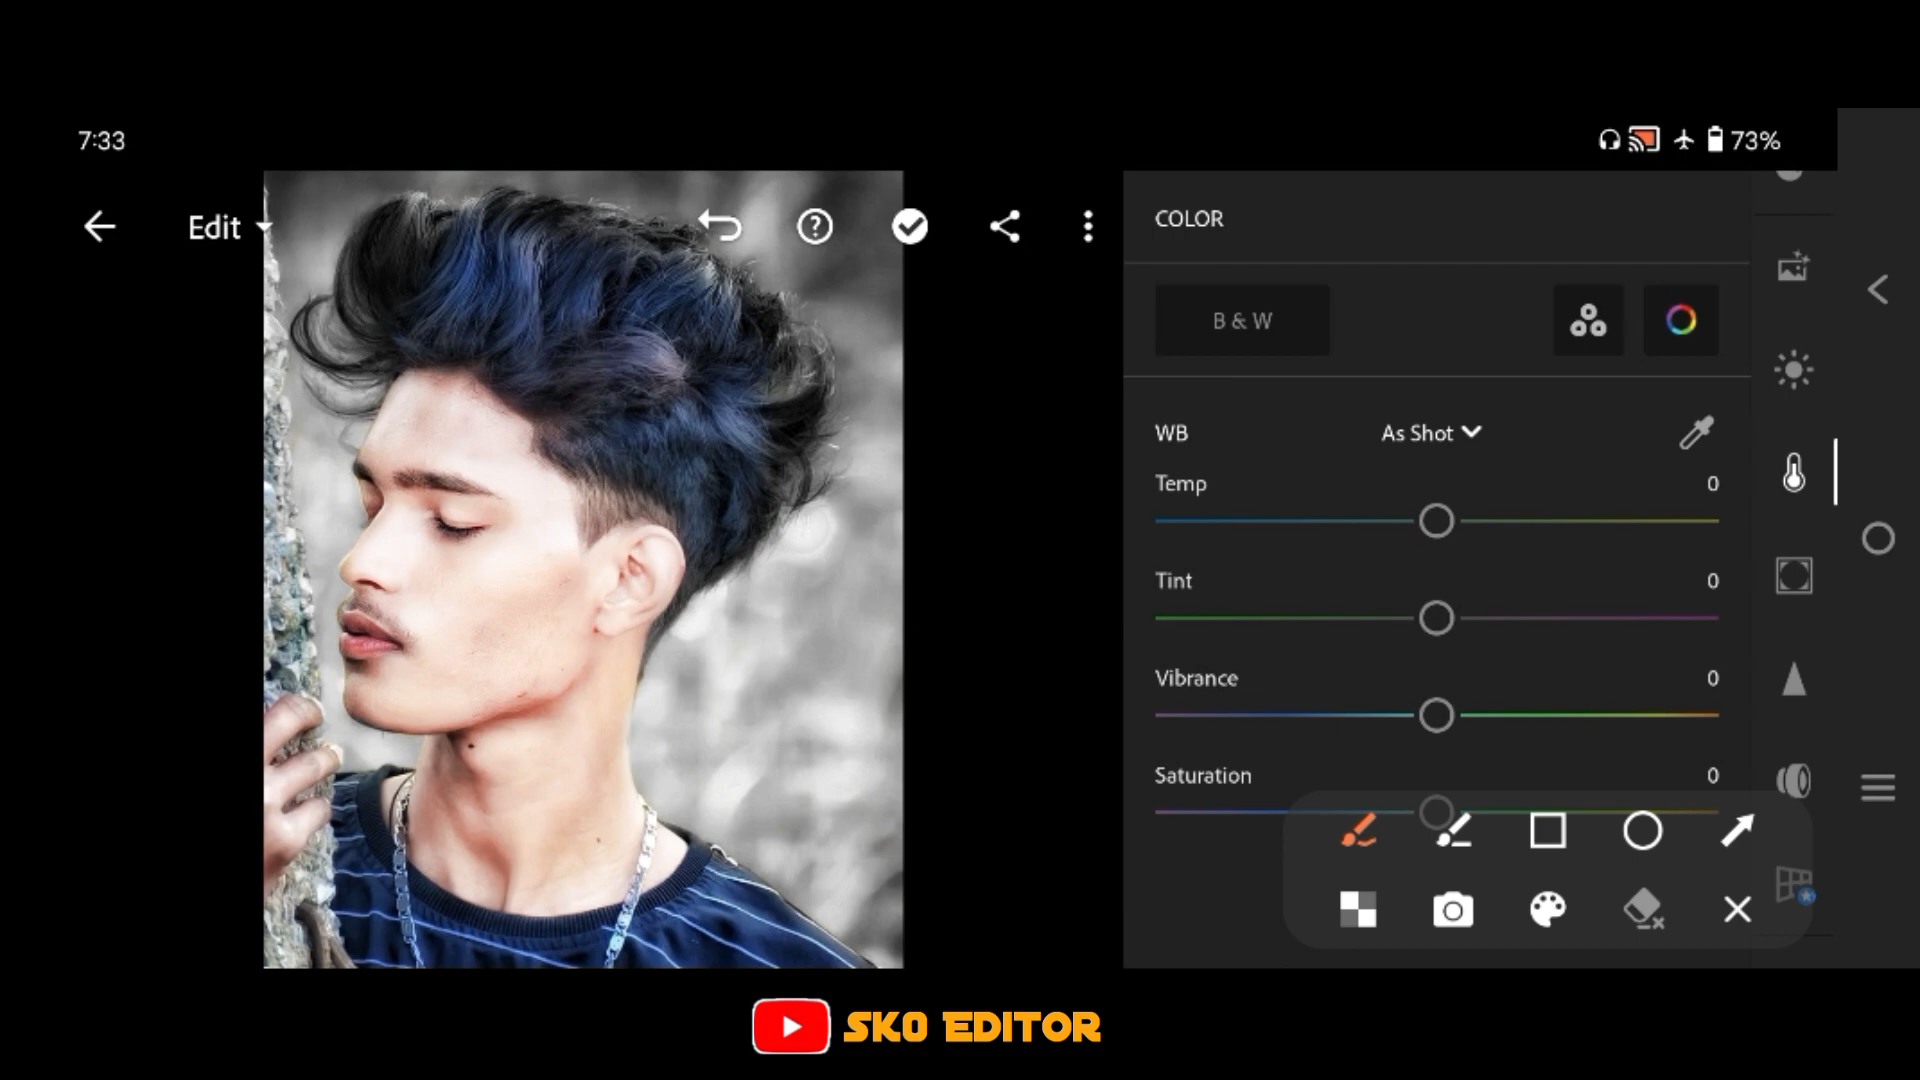 7:33
73%
Edit
COLOR
B & W
WB
As Shot
Temp
0
Tint
0
Vibrance
0
Saturation
0
SKO EDITOR